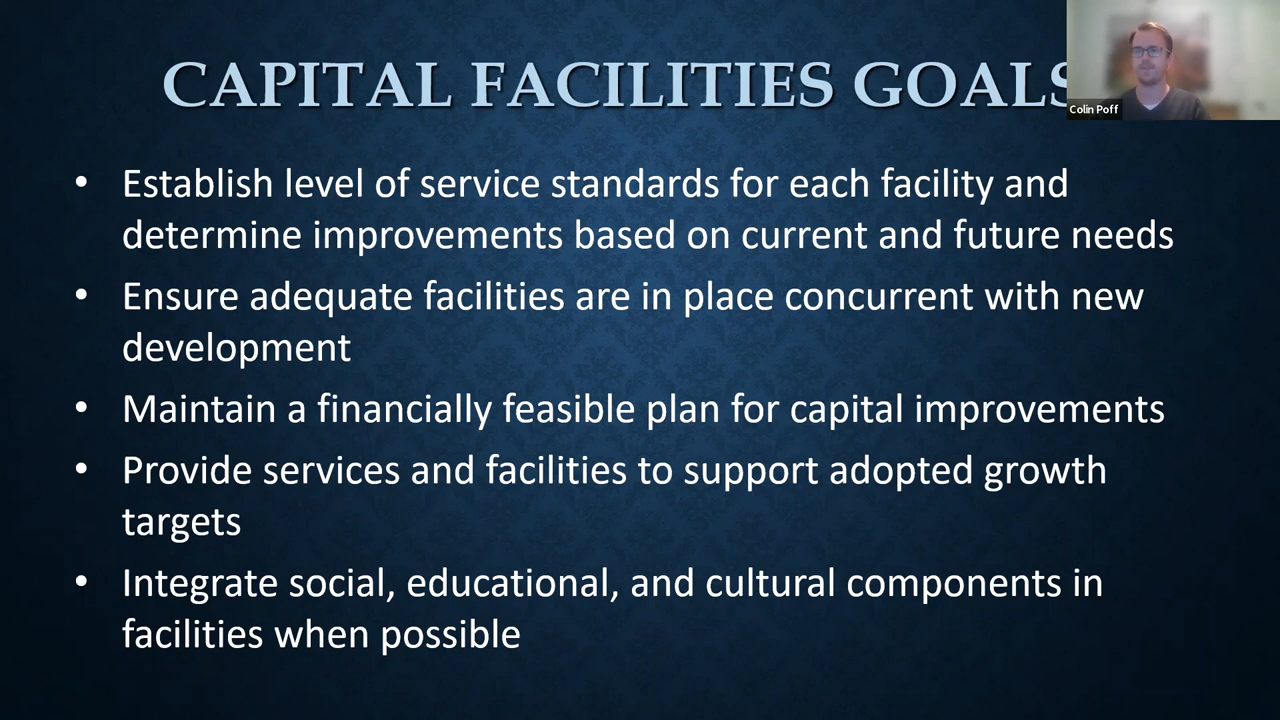 CAPITAL FACILITIES GOALS
Colin Poff
• Establish level of service standards for each facility and
determine improvements based on current and future needs
• Ensure adequate facilities are in place concurrent with new
development
• Maintain a financially feasible plan for capital improvements
• Provide services and facilities to support adopted growth
targets
• Integrate social, educational, and cultural components in
facilities when possible